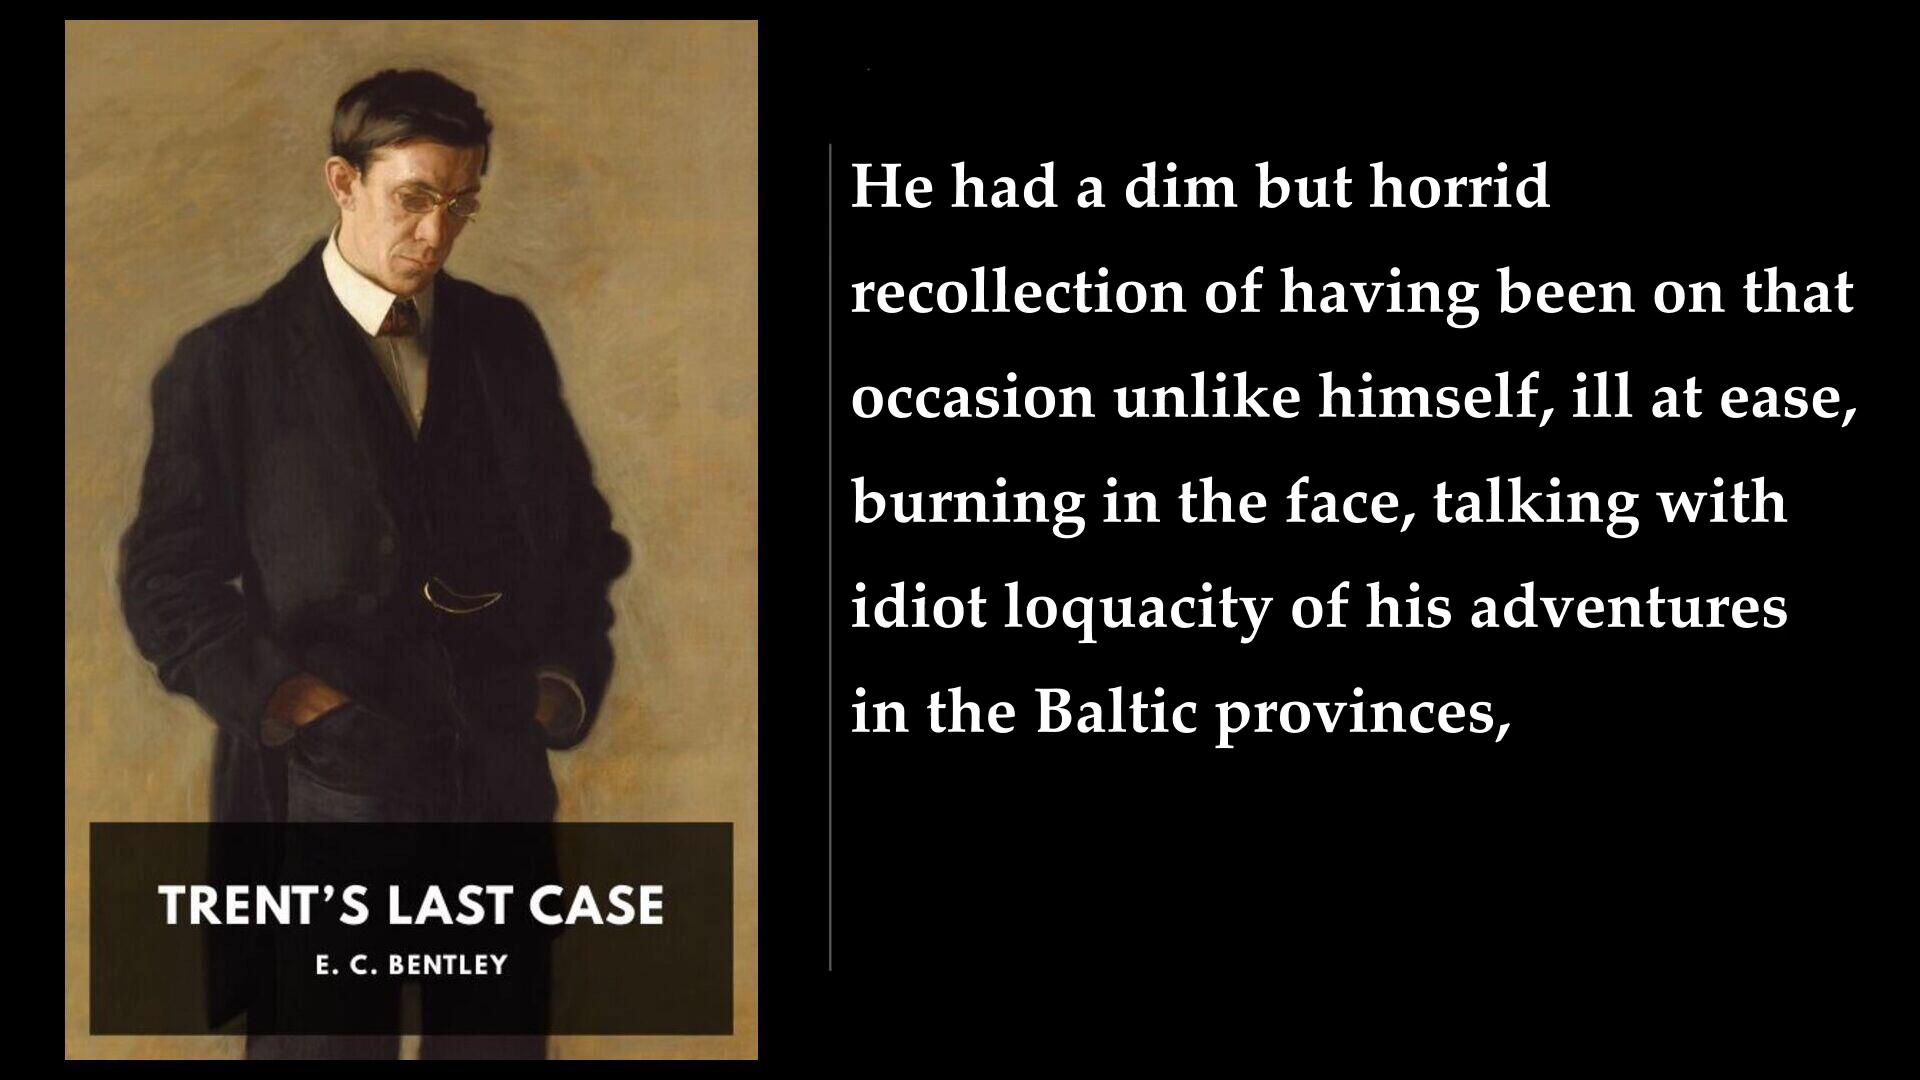 He had a dim but horrid
recollection of having been on that
occasion unlike himself, ill at ease,
burning in the face, talking with
idiot loquacity of his adventures
in the Baltic provinces,
TRENT’S LAST CASE
E. C. BENTLEY